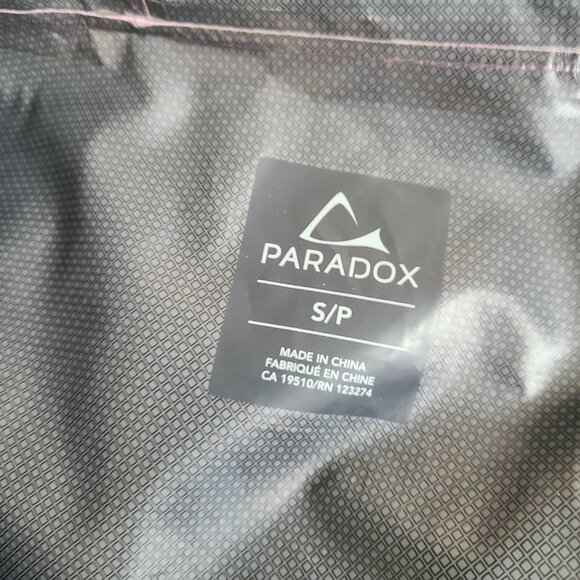 PARADOX
S/P
MADE IN CHINA
FABRIQUÉ EN CHINE
CA 19510/RN 123274